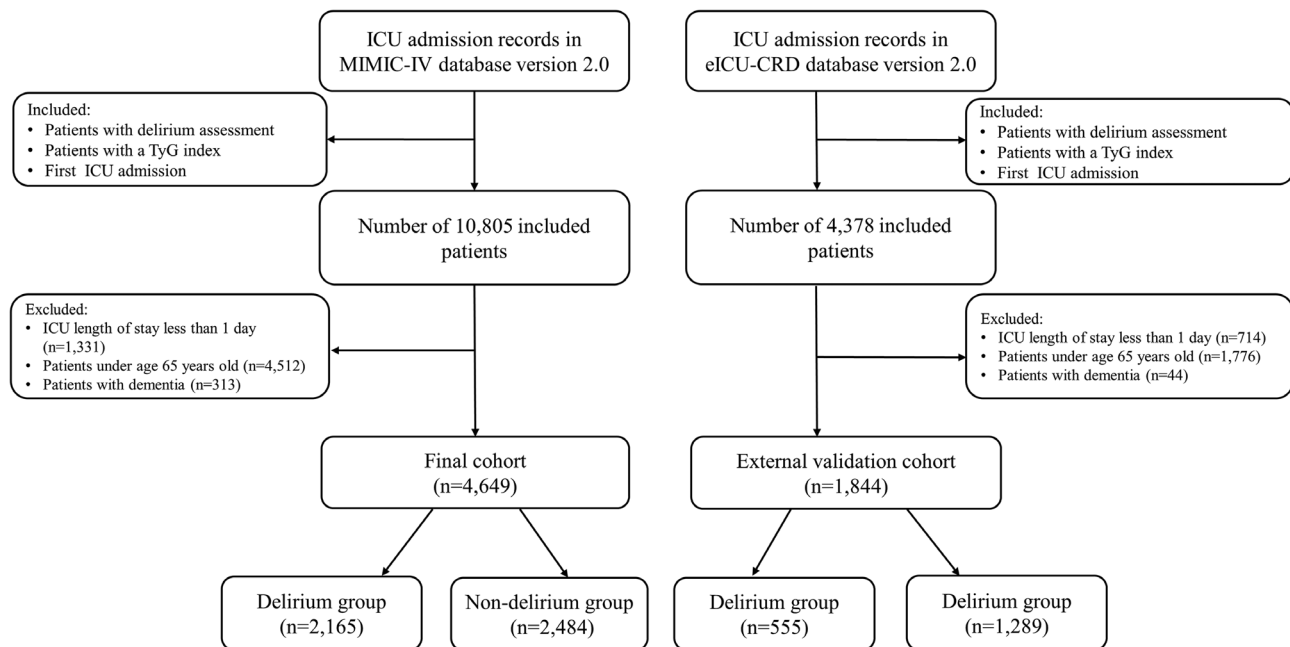 ICU admission records in
MIMIC-IV database version 2.0
ICU admission records in
eICU-CRD database version 2.0
Included:
• Patients with delirium assessment
• Patients with a TyG index
• First ICU admission
Included:
• Patients with delirium assessment
• Patients with a TyG index
• First ICU admission
Number of 10,805 included
patients
Number of 4,378 included
patients
Excluded:
• ICU length of stay less than 1 day
(n=1,331)
• Patients under age 65 years old (n=4,512)
• Patients with dementia (n=313)
Excluded:
• ICU length of stay less than 1 day (n=714)
• Patients under age 65 years old (n=1,776)
• Patients with dementia (n=44)
Final cohort
(n=4,649)
External validation cohort
(n=1,844)
Delirium group
(n=2,165)
Non-delirium group
(n=2,484)
Delirium group
(n=555)
Delirium group
(n=1,289)